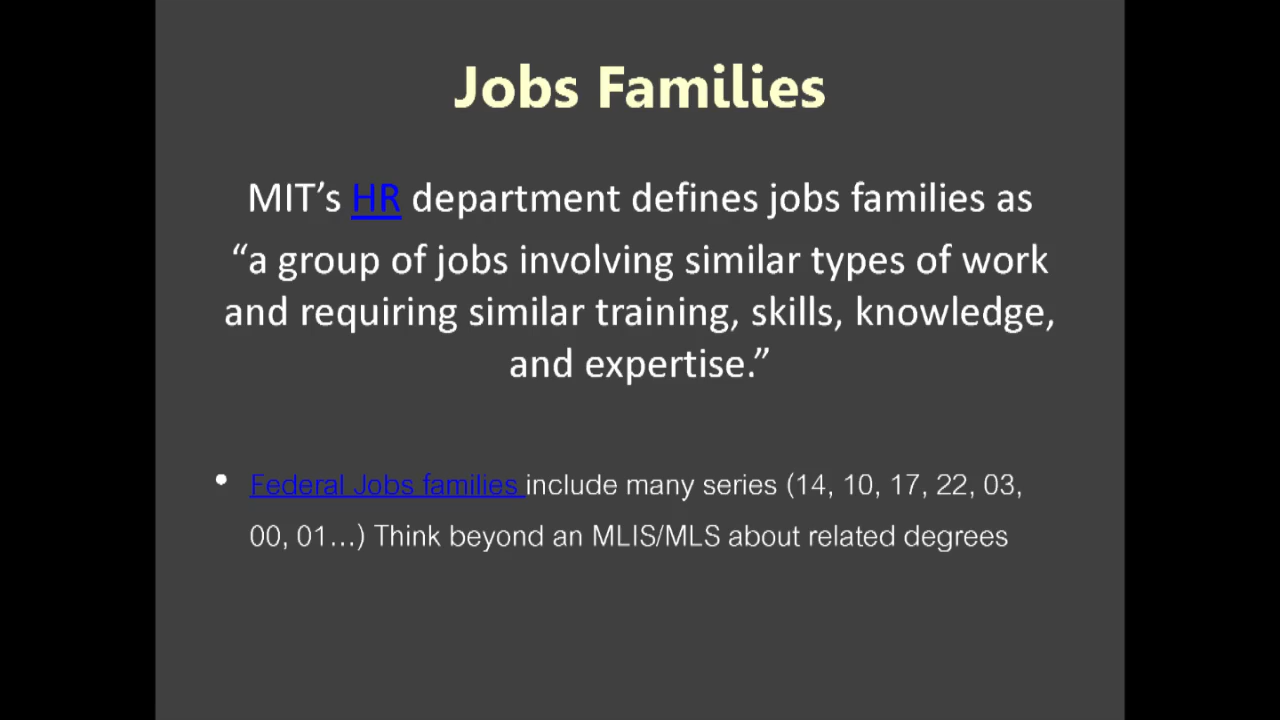 Jobs Families
MIT’s HR department defines jobs families as
“a group of jobs involving similar types of work
and requiring similar training, skills, knowledge,
and expertise.”
• Federal Jobs families include many series (14, 10, 17, 22, 03,
00, 01...) Think beyond an MLIS/MLS about related degrees